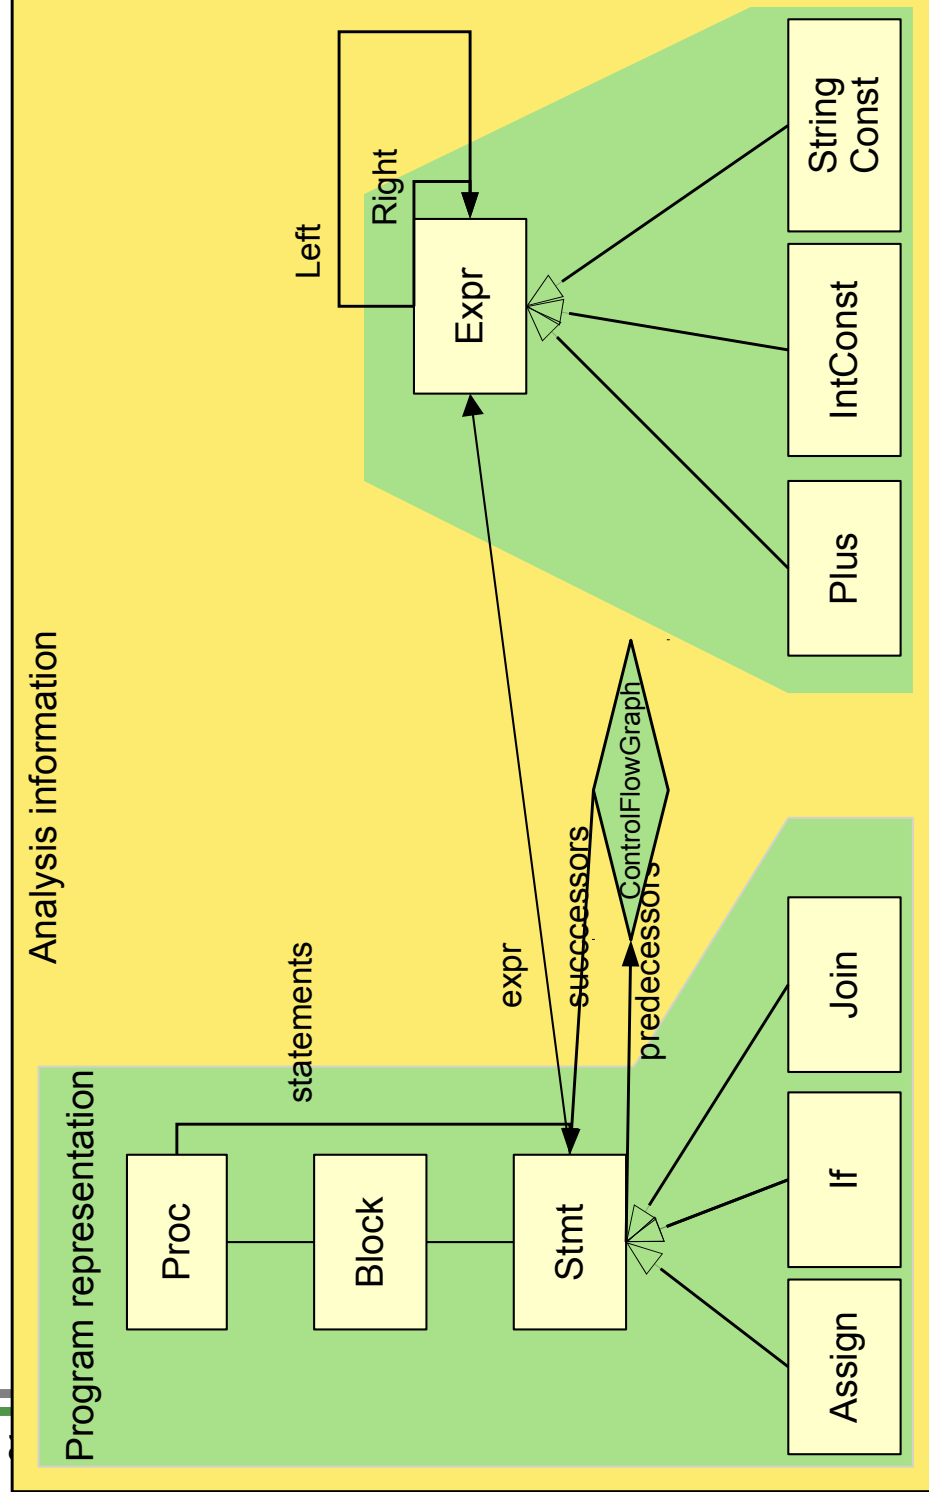 Analysis information
Program representation
Proc
statements
Left
Right
Block
Expr
expr
Stmt
succcessors
ControlFlowGraph
predecessors
Assign
If
Join
Plus
IntConst
String
Const